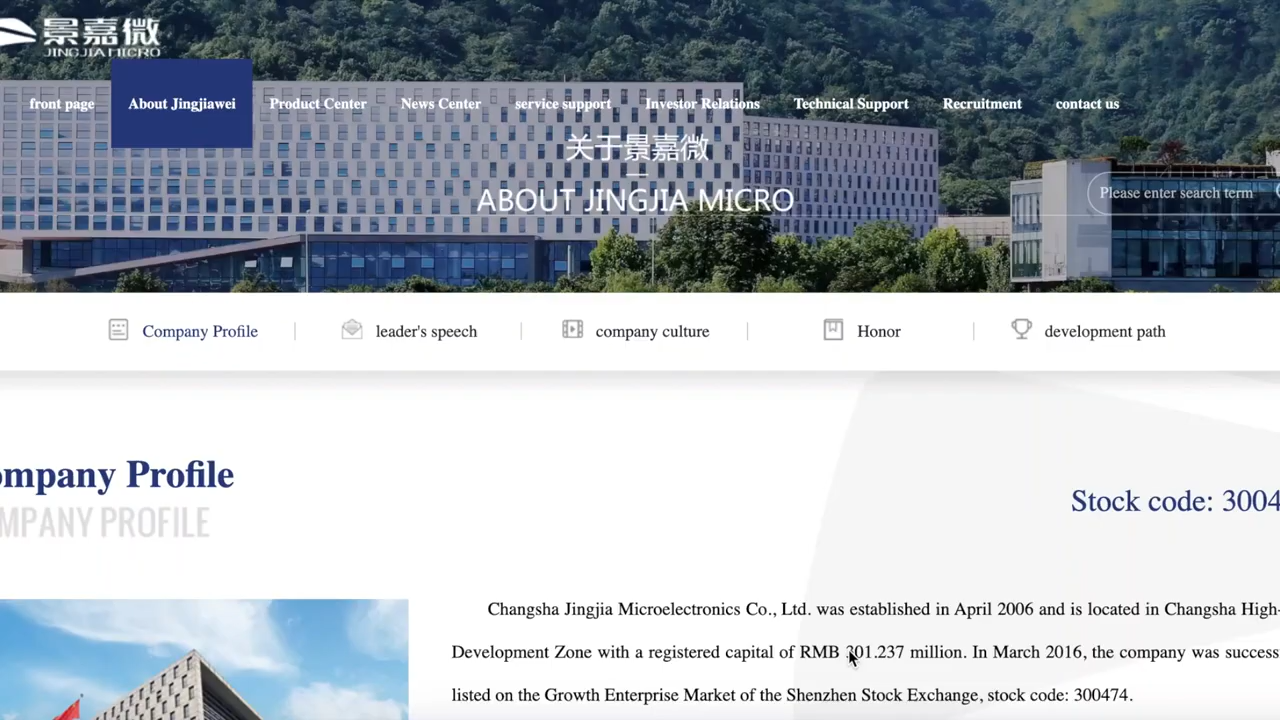 景嘉微
JINGJIA MICRO
front page
About Jingjiawei
Product Center
News Center
service support
Investor Relations
Technical Support
Recruitment
contact us
关于景嘉微
ABOUT JINGJIA MICRO
Please enter search term
Company Profile
leader's speech
company culture
Honor
development path
ompany Profile
MPANY PROFILE
Stock code: 3004
Changsha Jingjia Microelectronics Co., Ltd. was established in April 2006 and is located in Changsha High-
Development Zone with a registered capital of RMB 301.237 million. In March 2016, the company was success
listed on the Growth Enterprise Market of the Shenzhen Stock Exchange, stock code: 300474.